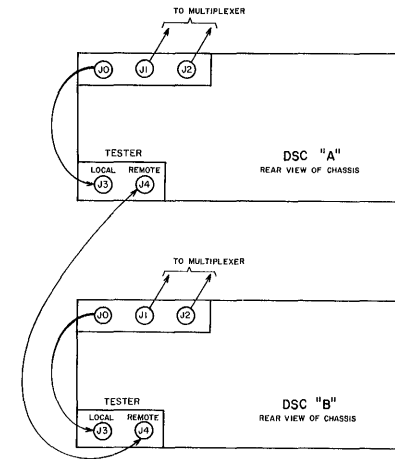 TO MULTIPLEXER
J0 J1 J2
TESTER
LOCAL REMOTE
J3 J4
DSC "A"
REAR VIEW OF CHASSIS
TO MULTIPLEXER
J0 J1 J2
TESTER
LOCAL REMOTE
J3 J4
DSC "B"
REAR VIEW OF CHASSIS